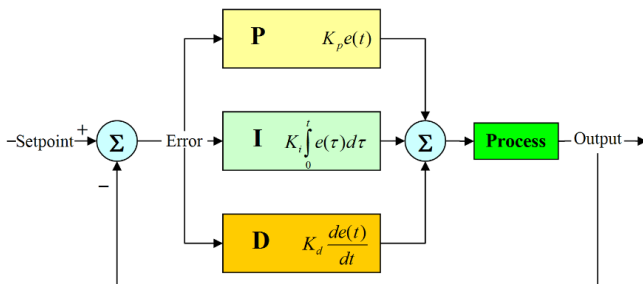 P K_p e(t)
–Setpoint + Σ Error I K_i ∫_0^t e(τ)dτ Σ Process Output
–
D K_d de(t)/dt